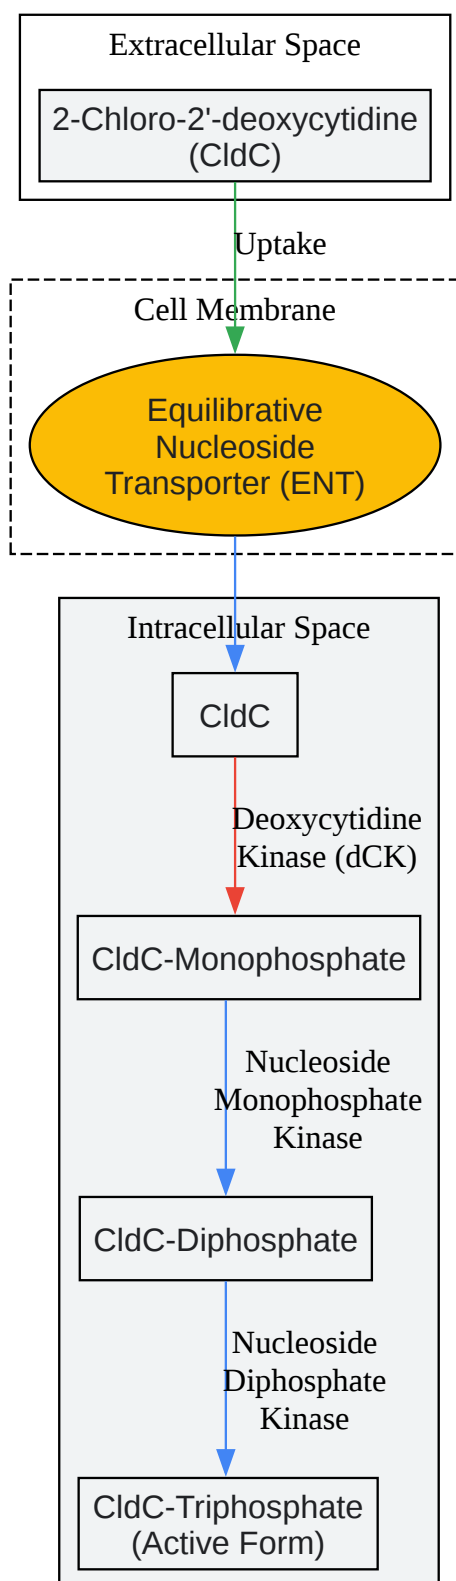 Extracellular Space
2-Chloro-2'-deoxycytidine
(CldC)
Uptake
Cell Membrane
Equilibrative
Nucleoside
Transporter (ENT)
Intracellular Space
CldC
Deoxycytidine
Kinase (dCK)
CldC-Monophosphate
Nucleoside
Monophosphate
Kinase
CldC-Diphosphate
Nucleoside
Diphosphate
Kinase
CldC-Triphosphate
(Active Form)